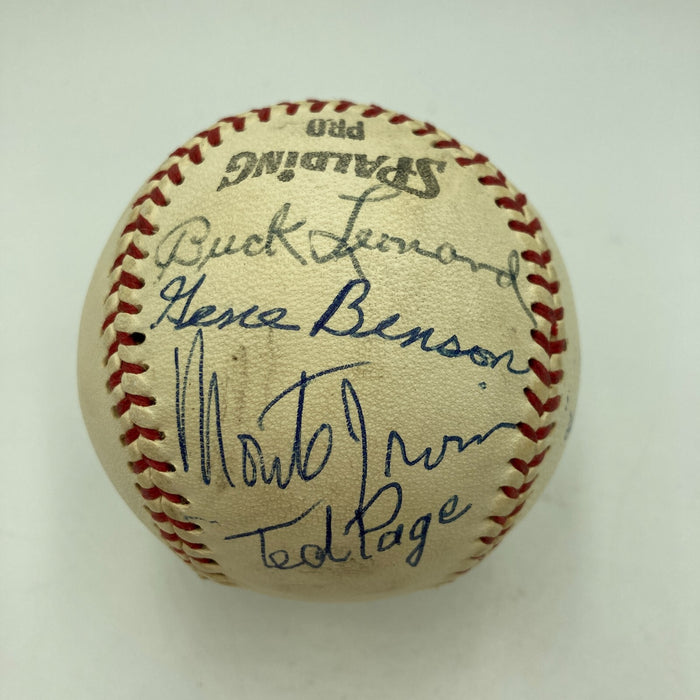 SPALDING
PRO
Buck Leonard
Gene Benson
Monte Irvin
Ted Page